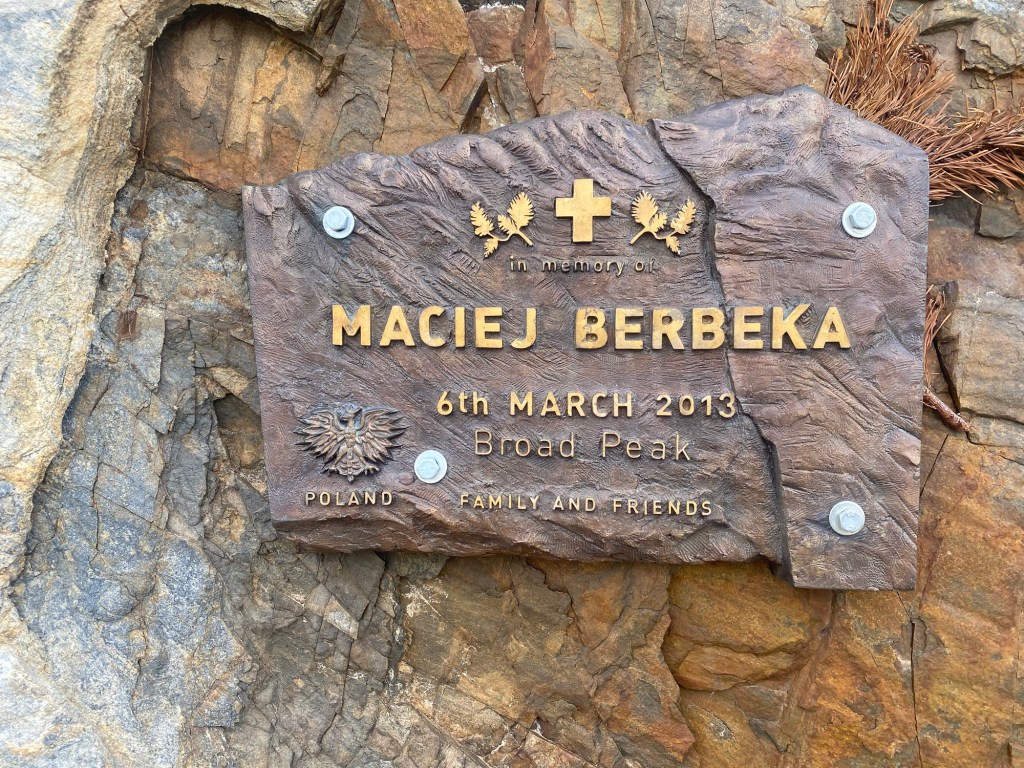 in memory of
MACIEJ BERBEKA
6th MARCH 2013
Broad Peak
POLAND
FAMILY AND FRIENDS